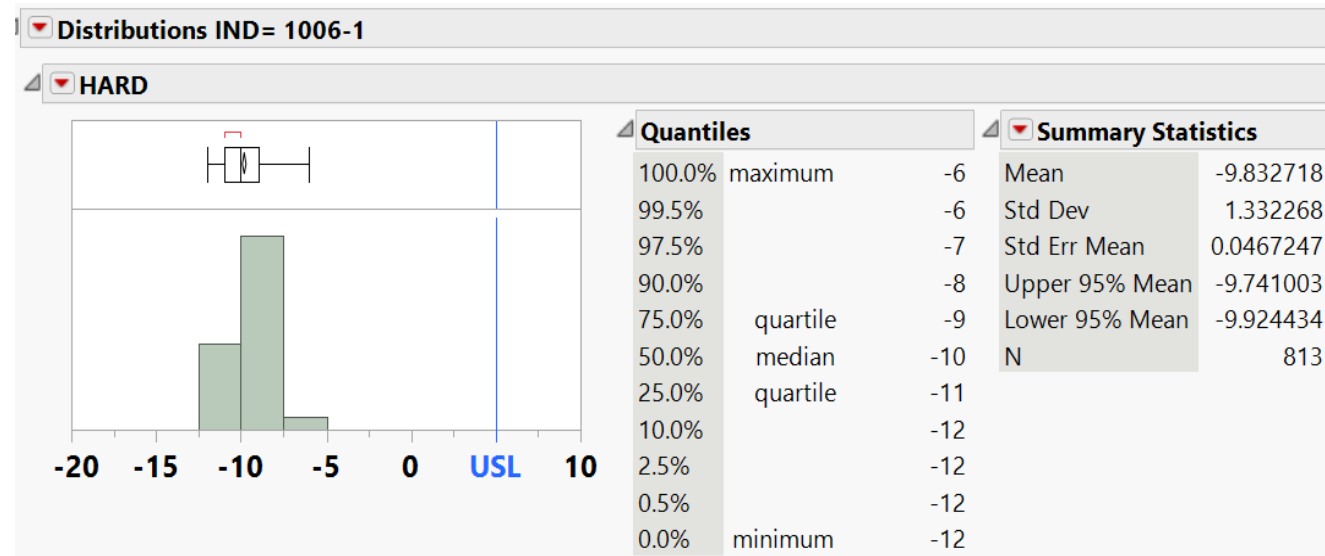 Distributions IND= 1006-1
HARD
-20 -15 -10 -5 0 USL 10
Quantiles
100.0% maximum -6
99.5% -6
97.5% -7
90.0% -8
75.0% quartile -9
50.0% median -10
25.0% quartile -11
10.0% -12
2.5% -12
0.5% -12
0.0% minimum -12
Summary Statistics
Mean -9.832718
Std Dev 1.332268
Std Err Mean 0.0467247
Upper 95% Mean -9.741003
Lower 95% Mean -9.924434
N 813